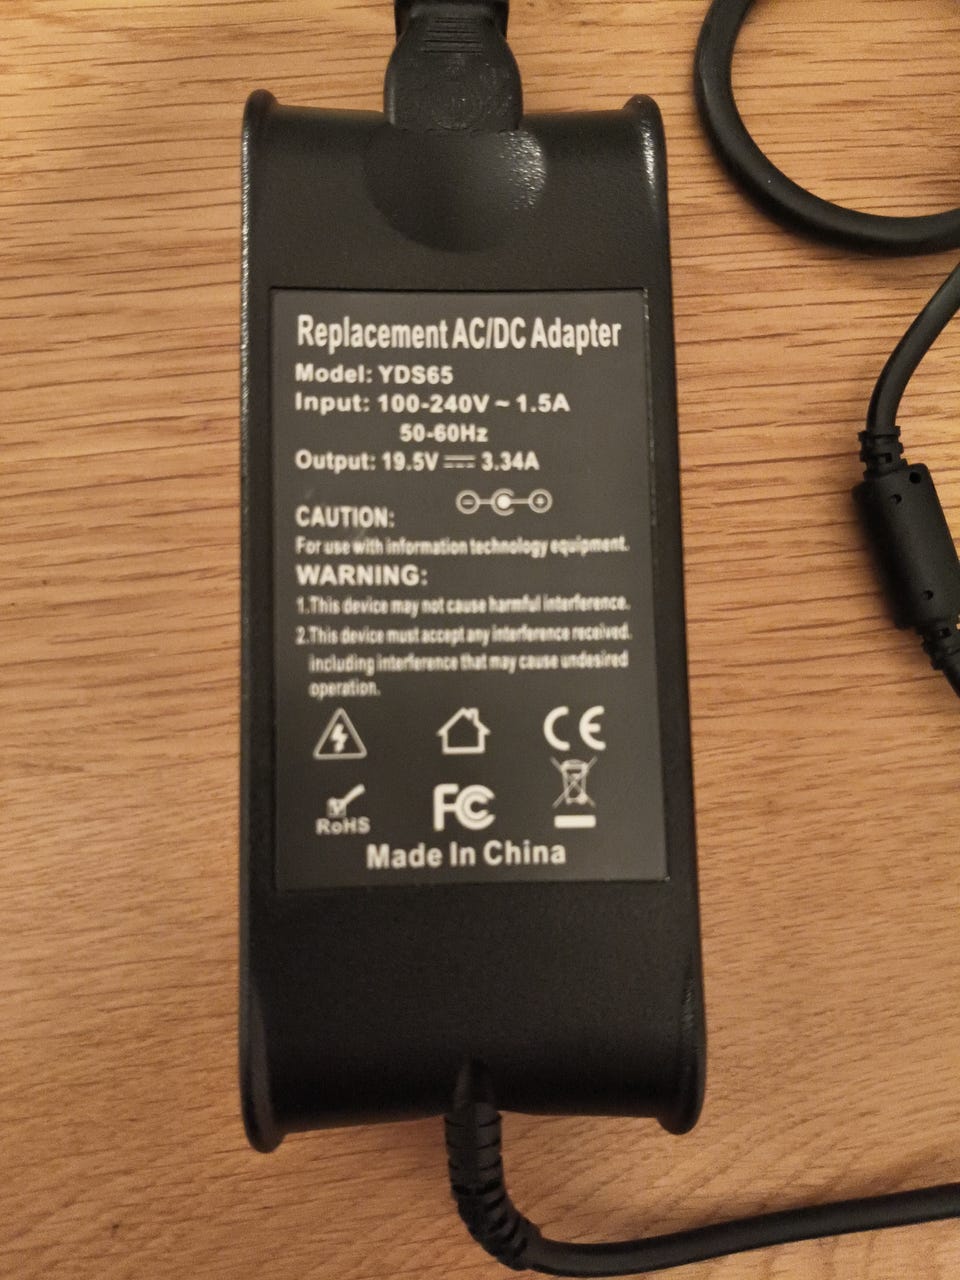 Replacement AC/DC Adapter
Model: YDS65
Input: 100-240V ~ 1.5A
50-60Hz
Output: 19.5V ⎓ 3.34A
CAUTION:
For use with information technology equipment.
WARNING:
1.This device may not cause harmful interference.
2.This device must accept any interference received.
including interference that may cause undesired
operation.
CE
RoHS
FC
Made In China